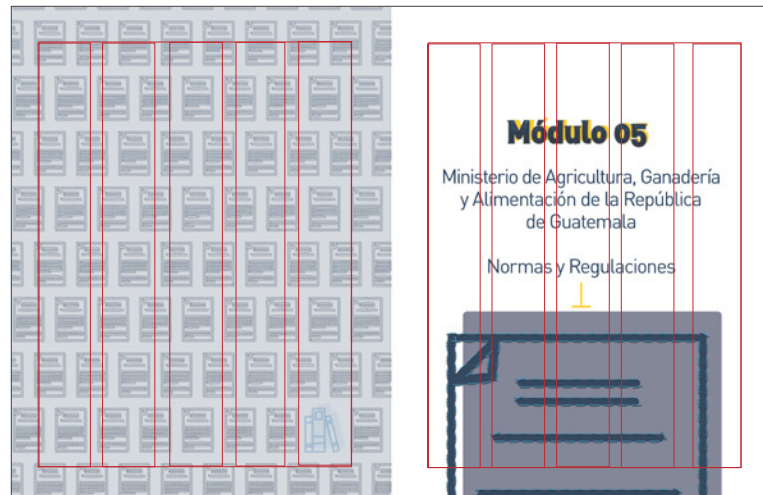 Módulo 05
Ministerio de Agricultura, Ganadería
y Alimentación de la República
de Guatemala
Normas y Regulaciones